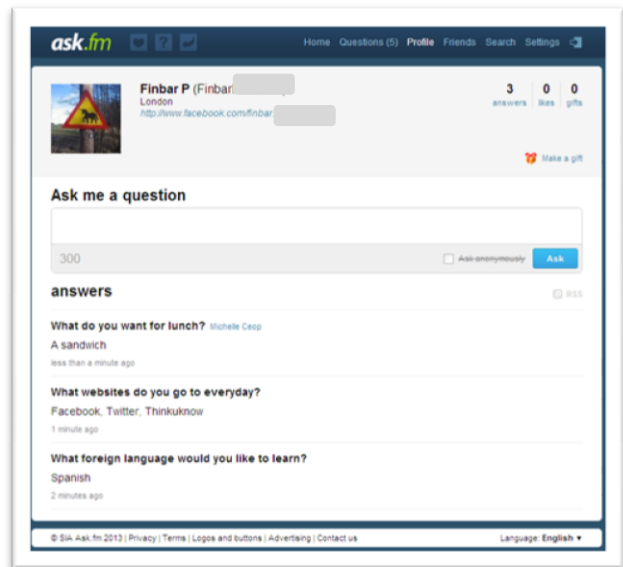 ask.fm
Home Questions (5) Profile Friends Search Settings
Finbar P (Finbar
London
http://www.facebook.com/finbar.
3 0 0
answers likes gifts
Make a gift
Ask me a question
300 Ask anonymously Ask
answers RSS
What do you want for lunch? Michelle Ceop
A sandwich
less than a minute ago
What websites do you go to everyday?
Facebook, Twitter, Thinkuknow
1 minute ago
What foreign language would you like to learn?
Spanish
2 minutes ago
© SIA Ask.fm 2013 | Privacy | Terms | Logos and buttons | Advertising | Contact us Language: English ▼